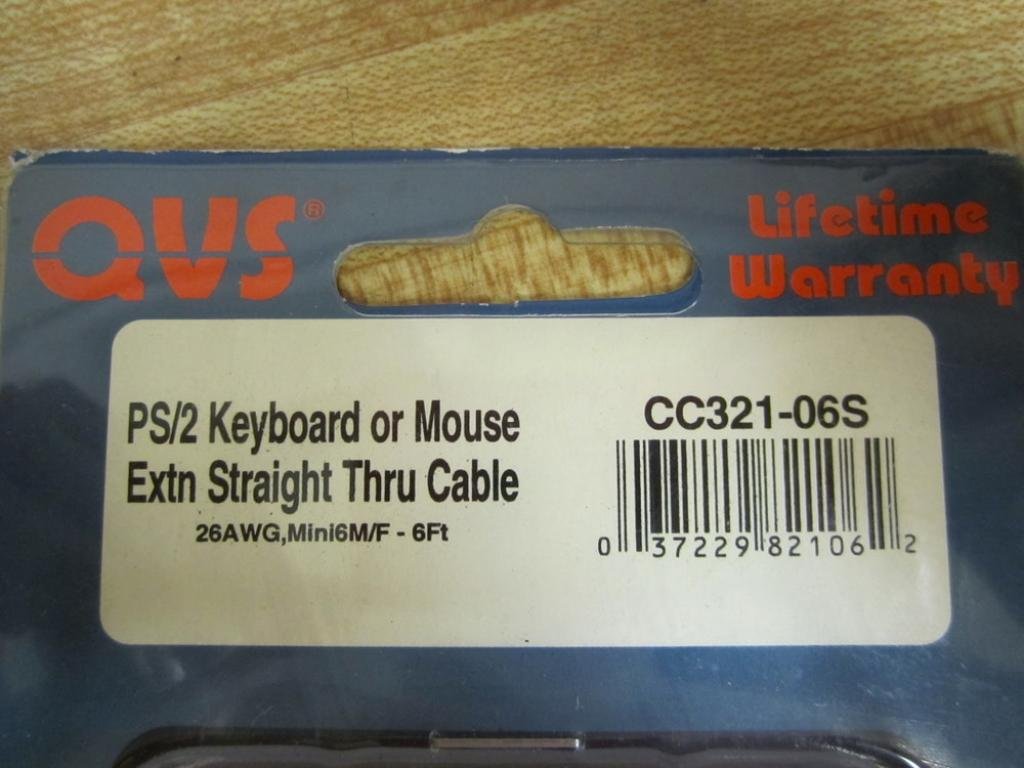 QVS®
Lifetime
Warranty
PS/2 Keyboard or Mouse
Extn Straight Thru Cable
26AWG,Mini6M/F - 6Ft
CC321-06S
0 37229 82106 2